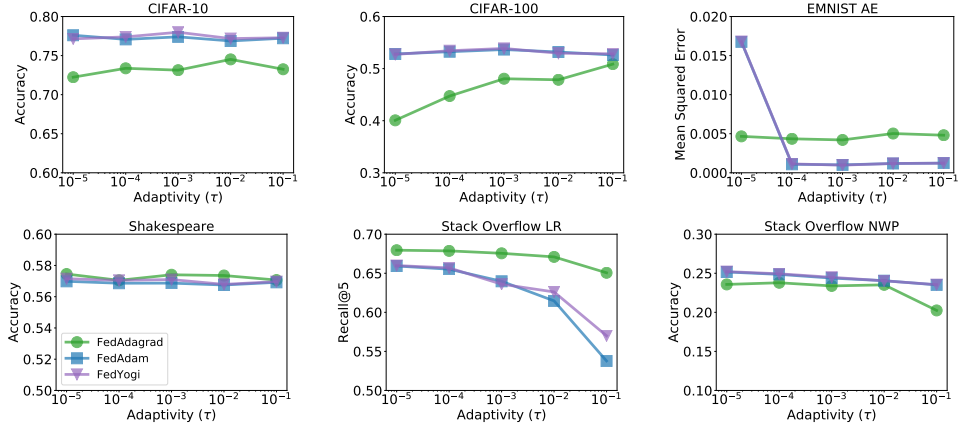 CIFAR-10
0.80
0.75
0.70
0.65
0.60
Accuracy
10⁻⁵ 10⁻⁴ 10⁻³ 10⁻² 10⁻¹
Adaptivity (τ)
CIFAR-100
0.6
0.5
0.4
0.3
Accuracy
10⁻⁵ 10⁻⁴ 10⁻³ 10⁻² 10⁻¹
Adaptivity (τ)
EMNIST AE
0.020
0.015
0.010
0.005
0.000
Mean Squared Error
10⁻⁵ 10⁻⁴ 10⁻³ 10⁻² 10⁻¹
Adaptivity (τ)
Shakespeare
0.60
0.58
0.56
0.54
0.52
0.50
Accuracy
FedAdagrad
FedAdam
FedYogi
10⁻⁵ 10⁻⁴ 10⁻³ 10⁻² 10⁻¹
Adaptivity (τ)
Stack Overflow LR
0.70
0.65
0.60
0.55
0.50
Recall@5
10⁻⁵ 10⁻⁴ 10⁻³ 10⁻² 10⁻¹
Adaptivity (τ)
Stack Overflow NWP
0.30
0.25
0.20
0.15
0.10
Accuracy
10⁻⁵ 10⁻⁴ 10⁻³ 10⁻² 10⁻¹
Adaptivity (τ)